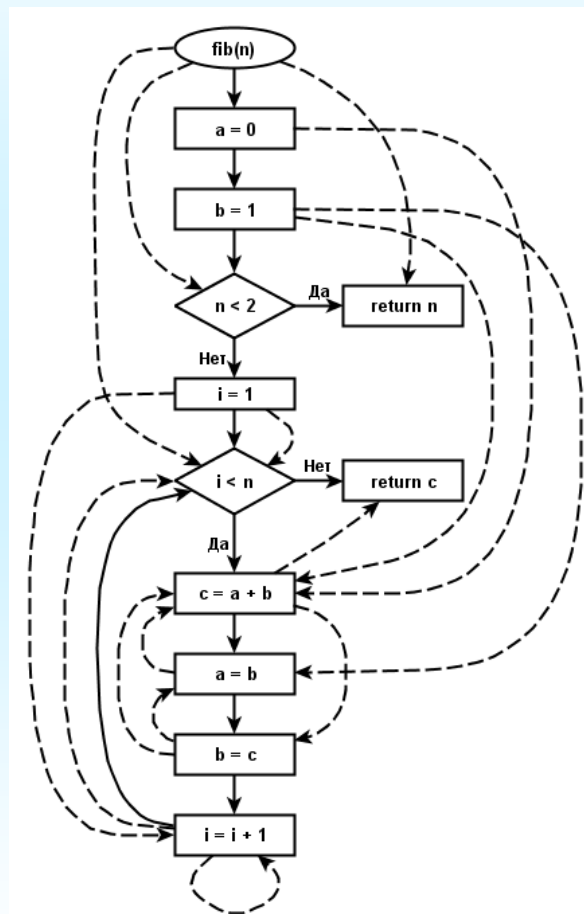 fib(n)
a = 0
b = 1
n < 2
Да
return n
Нет
i = 1
i < n
Нет
return c
Да
c = a + b
a = b
b = c
i = i + 1